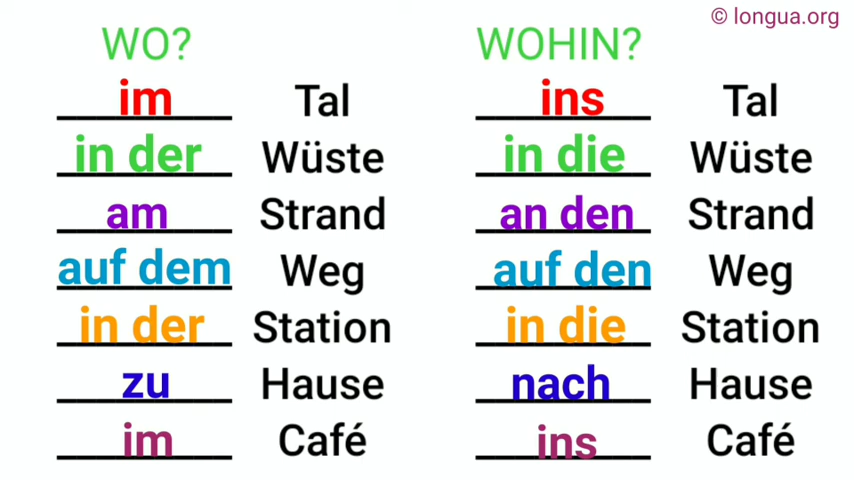 © longua.org
WO? WOHIN?
im Tal ins Tal
in der Wüste in die Wüste
am Strand an den Strand
auf dem Weg auf den Weg
in der Station in die Station
zu Hause nach Hause
im Café ins Café